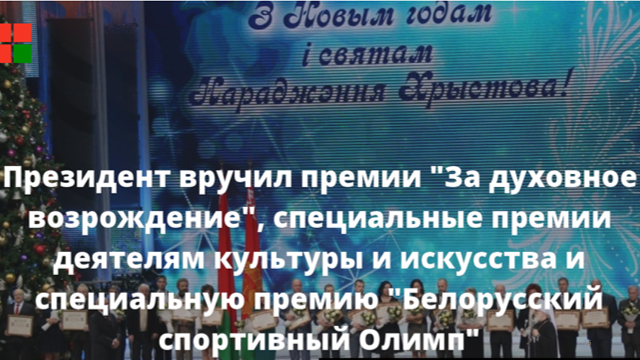 З Новым годам
і святам
Нараджэння Хрыстова!
Президент вручил премии "За духовное
возрождение", специальные премии
деятелям культуры и искусства и
специальную премию "Белорусский
спортивный Олимп"